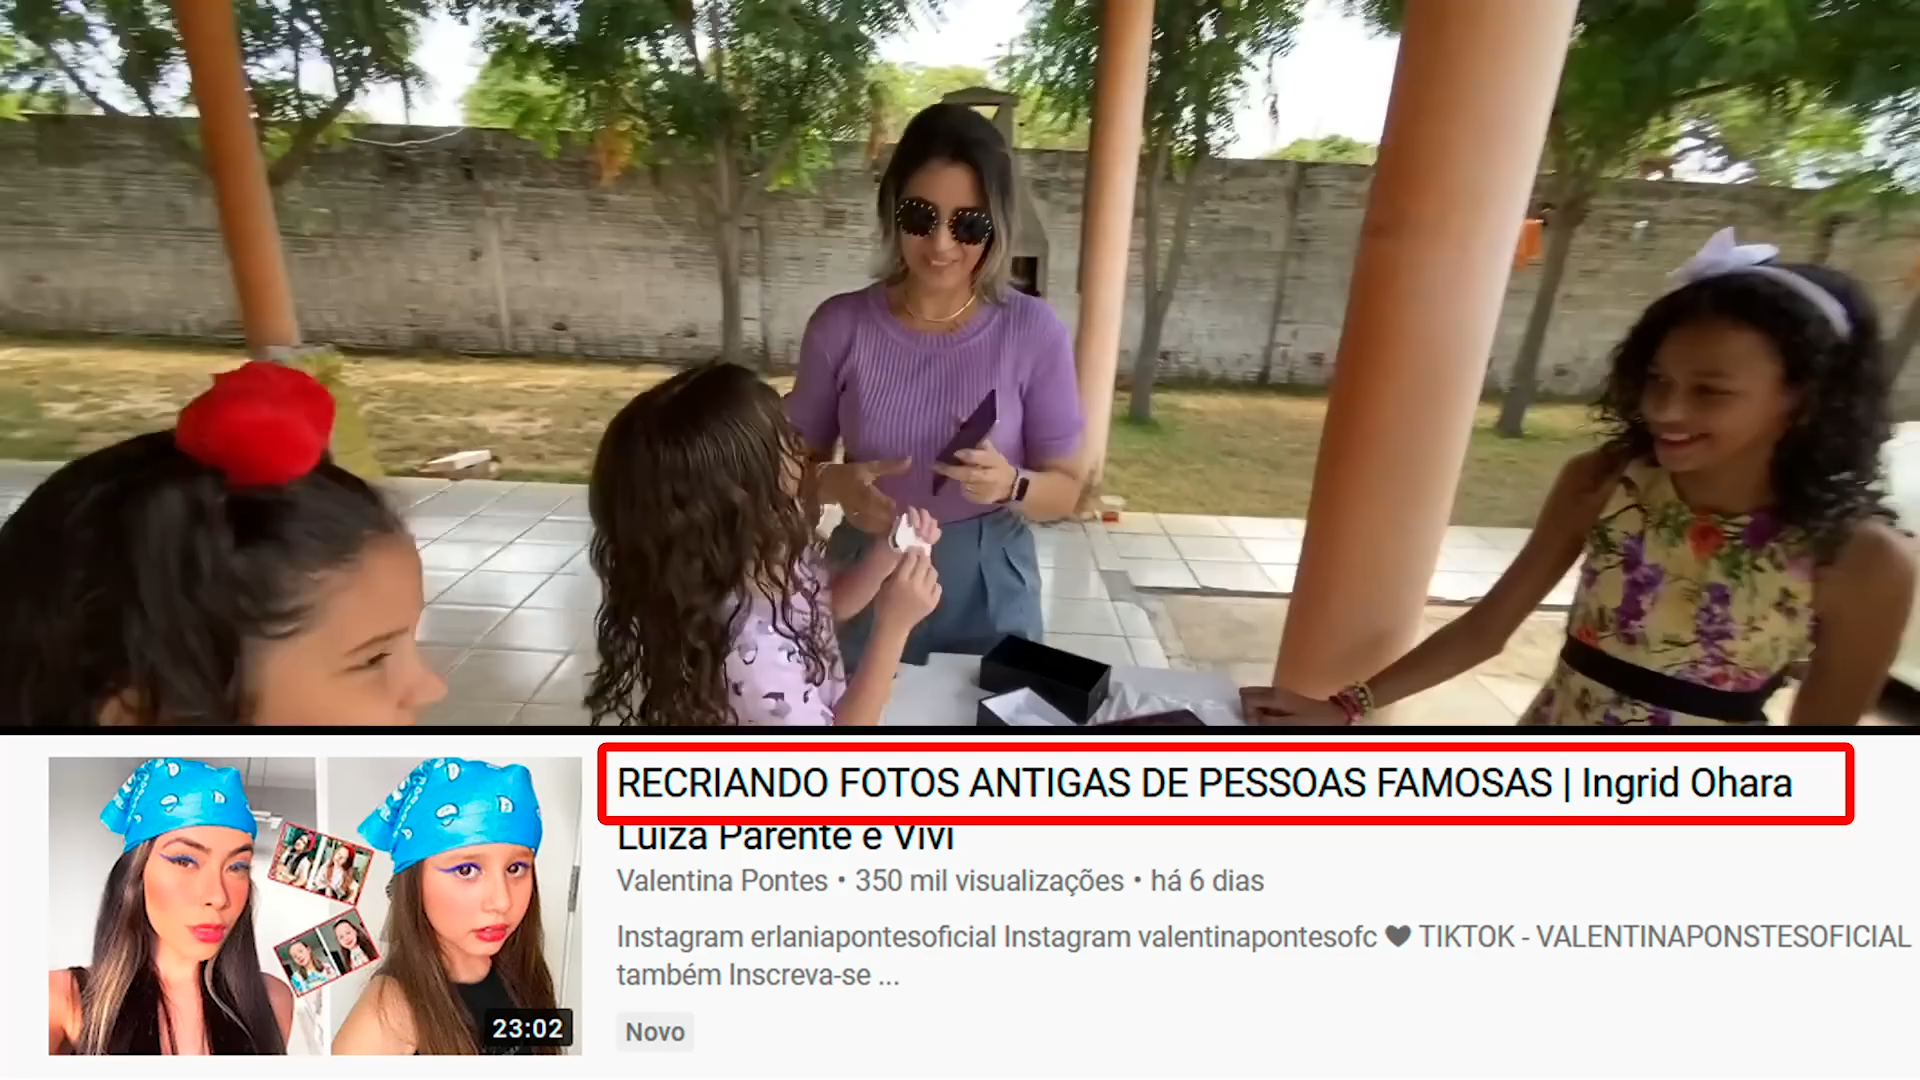 RECRIANDO FOTOS ANTIGAS DE PESSOAS FAMOSAS | Ingrid Ohara
Luiza Parente e Vivi
Valentina Pontes • 350 mil visualizações • há 6 dias
Instagram erlaniapontesoficial Instagram valentinapontesofc ♥ TIKTOK - VALENTINAPONSTESOFICIAL
também Inscreva-se ...
23:02
Novo